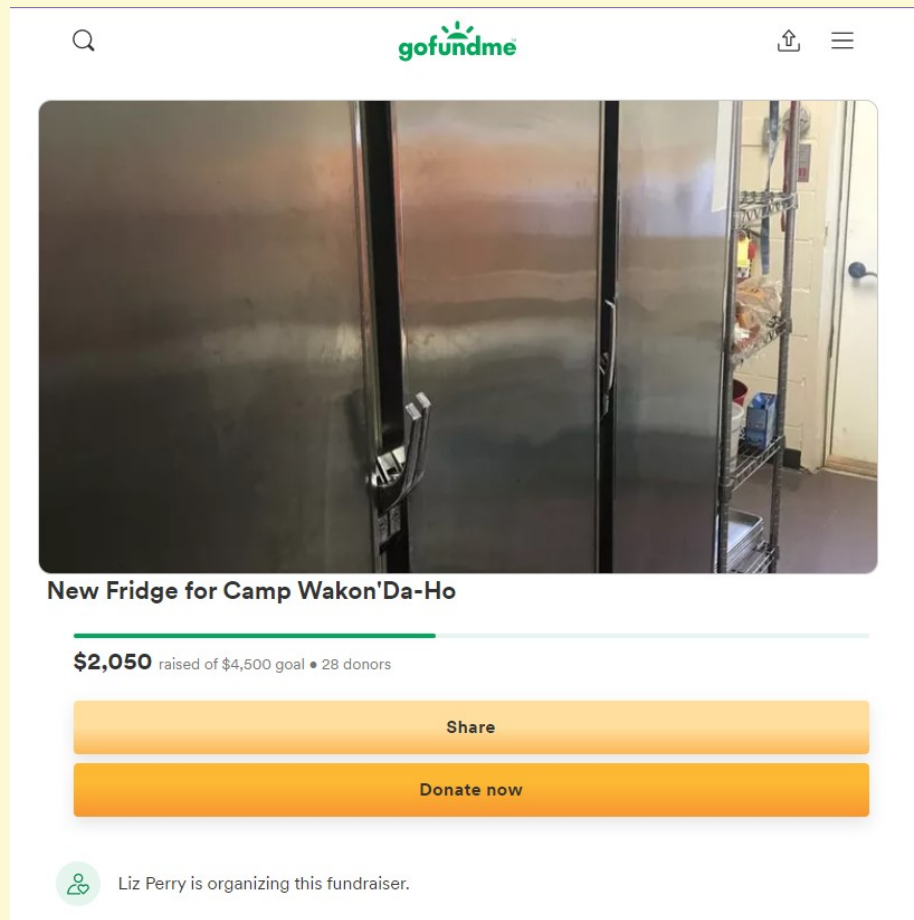 gofundme
New Fridge for Camp Wakon'Da-Ho
$2,050 raised of $4,500 goal • 28 donors
Share
Donate now
Liz Perry is organizing this fundraiser.